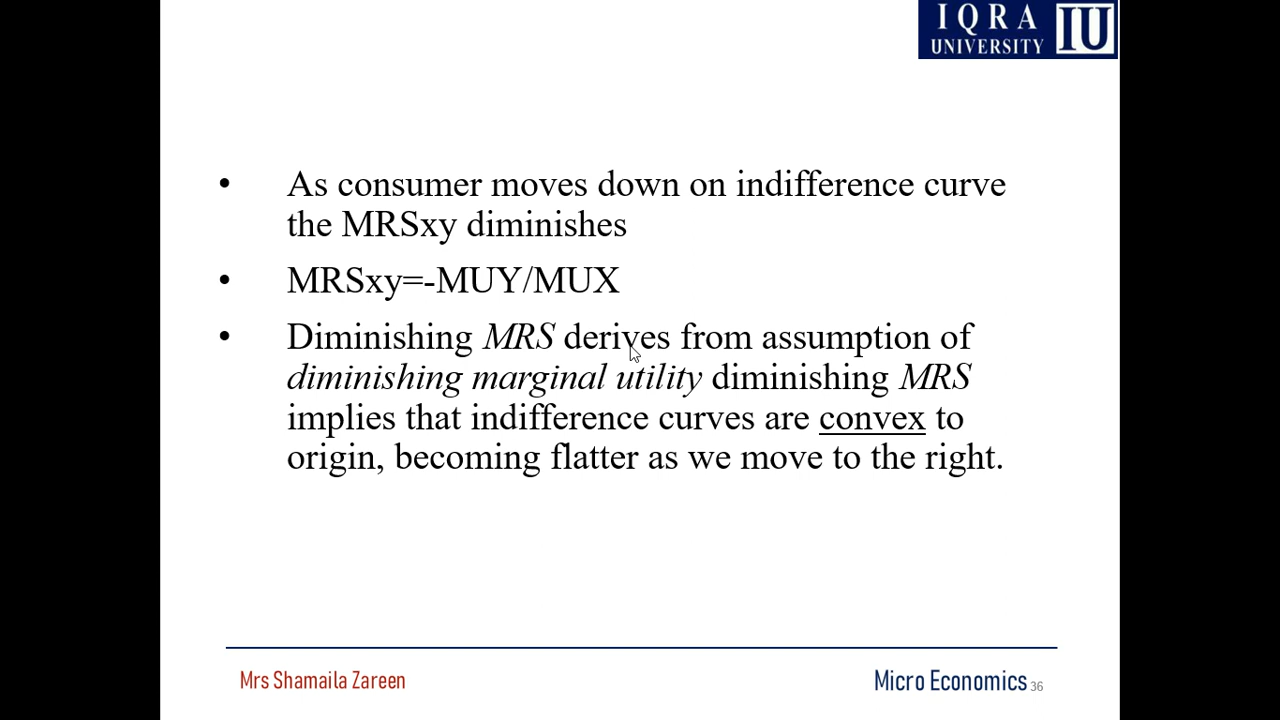 IQRA
UNIVERSITY IU
• As consumer moves down on indifference curve
the MRSxy diminishes
• MRSxy=-MUY/MUX
• Diminishing MRS derives from assumption of
diminishing marginal utility diminishing MRS
implies that indifference curves are convex to
origin, becoming flatter as we move to the right.
Mrs Shamaila Zareen
Micro Economics 36